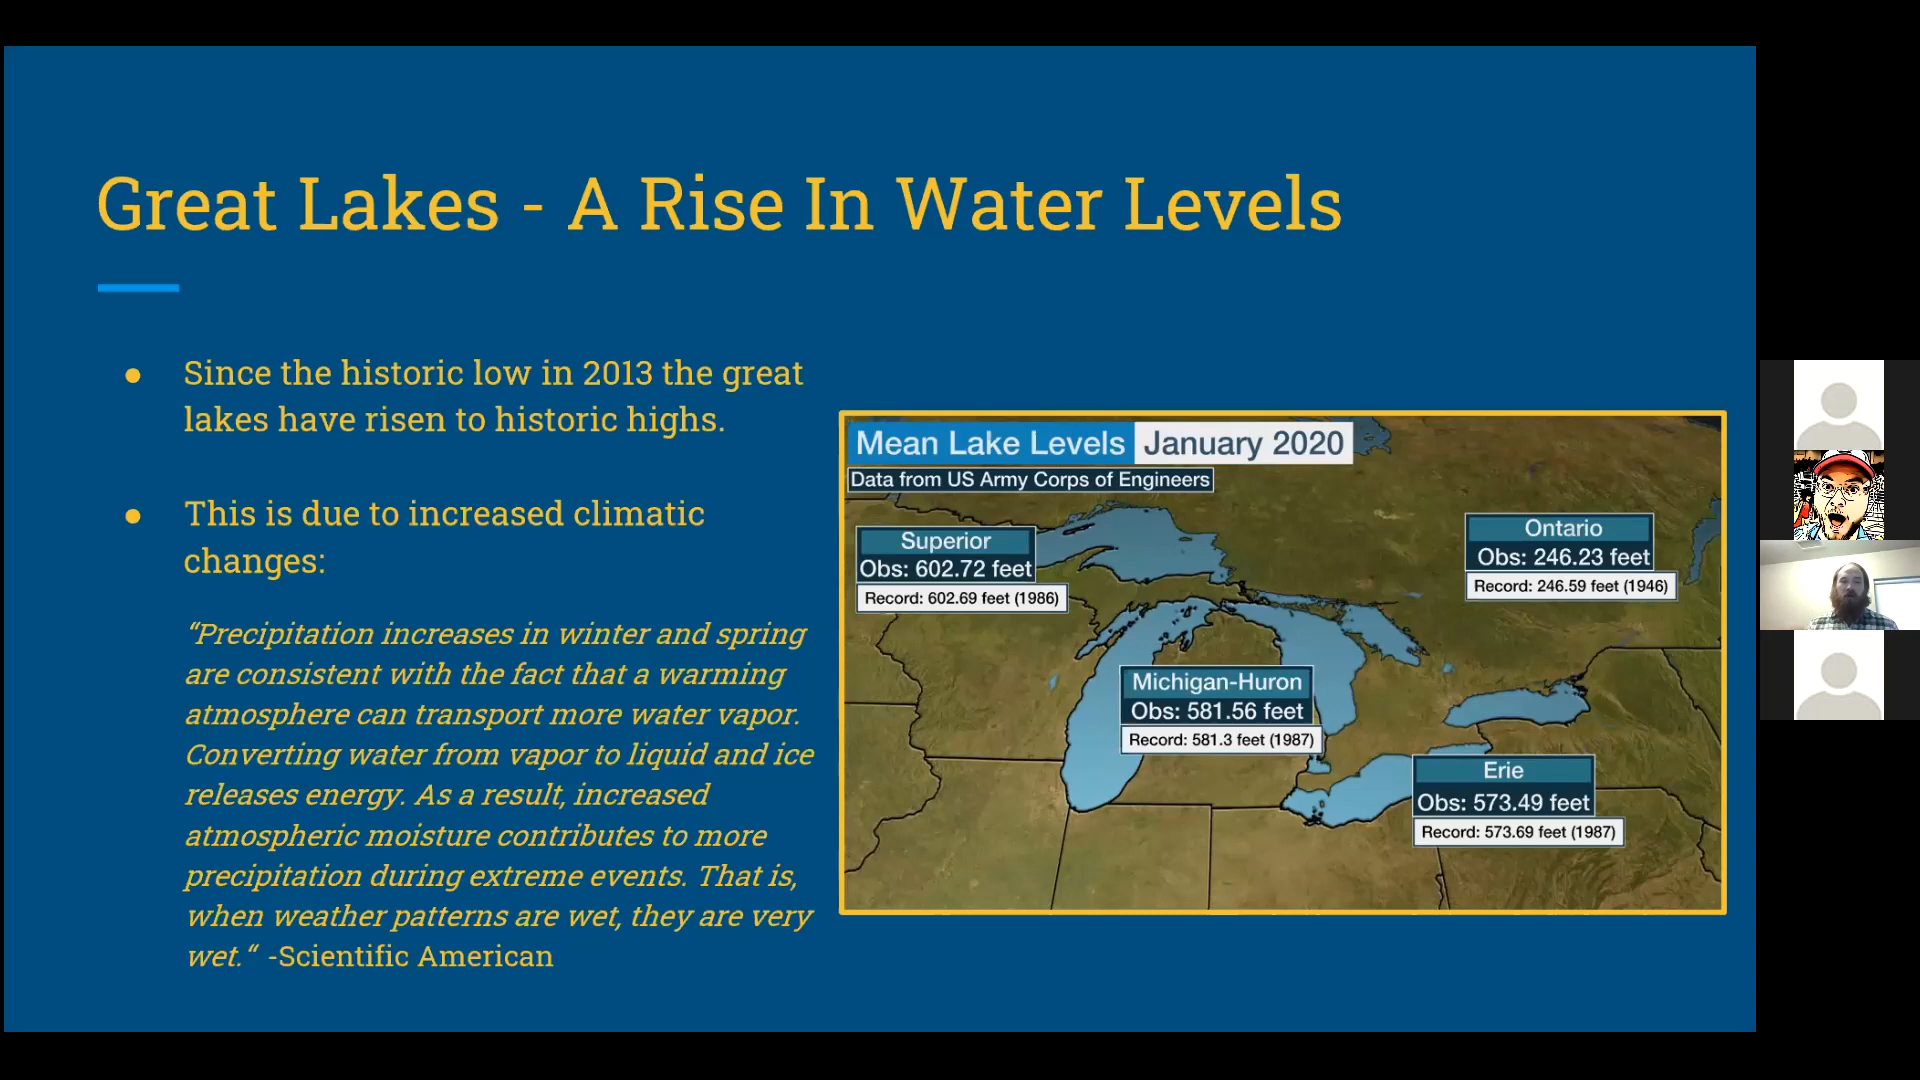 Great Lakes - A Rise In Water Levels
● Since the historic low in 2013 the great
lakes have risen to historic highs.
● This is due to increased climatic
changes:
“Precipitation increases in winter and spring
are consistent with the fact that a warming
atmosphere can transport more water vapor.
Converting water from vapor to liquid and ice
releases energy. As a result, increased
atmospheric moisture contributes to more
precipitation during extreme events. That is,
when weather patterns are wet, they are very
wet.“ -Scientific American
Mean Lake Levels January 2020
Data from US Army Corps of Engineers
Superior
Obs: 602.72 feet
Record: 602.69 feet (1986)
Ontario
Obs: 246.23 feet
Record: 246.59 feet (1946)
Michigan-Huron
Obs: 581.56 feet
Record: 581.3 feet (1987)
Erie
Obs: 573.49 feet
Record: 573.69 feet (1987)